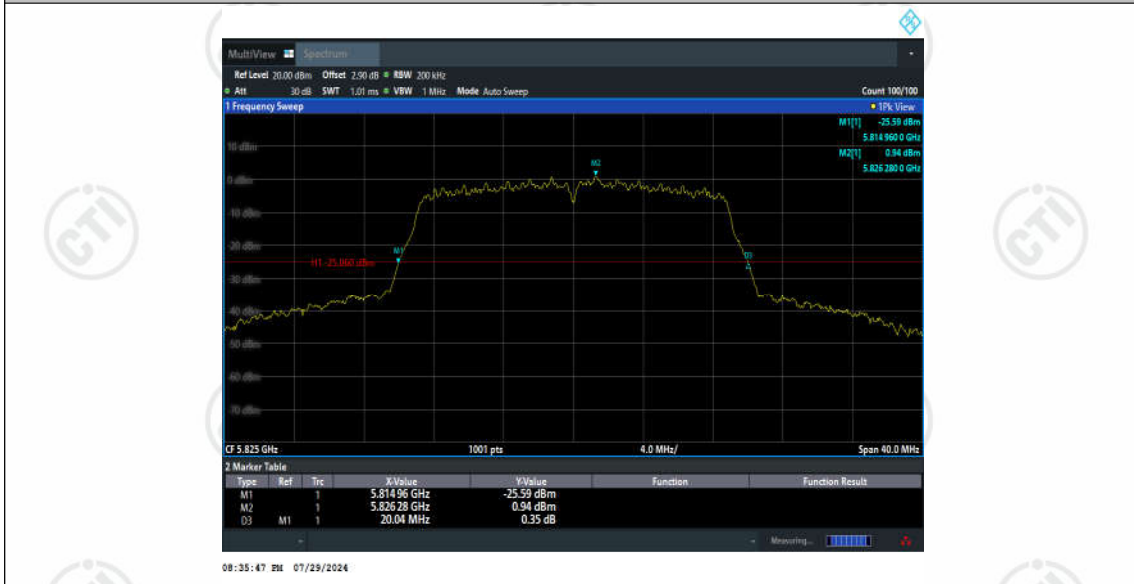 MultiView Spectrum
Ref Level 20.00 dBm Offset 2.90 dB RBW 200 kHz
Att 30 dB SWT 1.01 ms VBW 1 MHz Mode Auto Sweep Count 100/100
1 Frequency Sweep 1Pk View
M1[1] -25.59 dBm
5.814 960 0 GHz
M2[1] 0.94 dBm
5.826 280 0 GHz
10 dBm
M2
0 dBm
-10 dBm
-20 dBm
M1
D3
H1 -25.060 dBm
-30 dBm
-40 dBm
-50 dBm
-60 dBm
-70 dBm
CF 5.825 GHz 1001 pts 4.0 MHz/ Span 40.0 MHz
2 Marker Table
Type Ref Trc X-Value Y-Value Function Function Result
M1 1 5.814 96 GHz -25.59 dBm
M2 1 5.826 28 GHz 0.94 dBm
D3 M1 1 20.04 MHz 0.35 dB
Measuring...
08:35:47 PM 07/29/2024
CTI
CTI